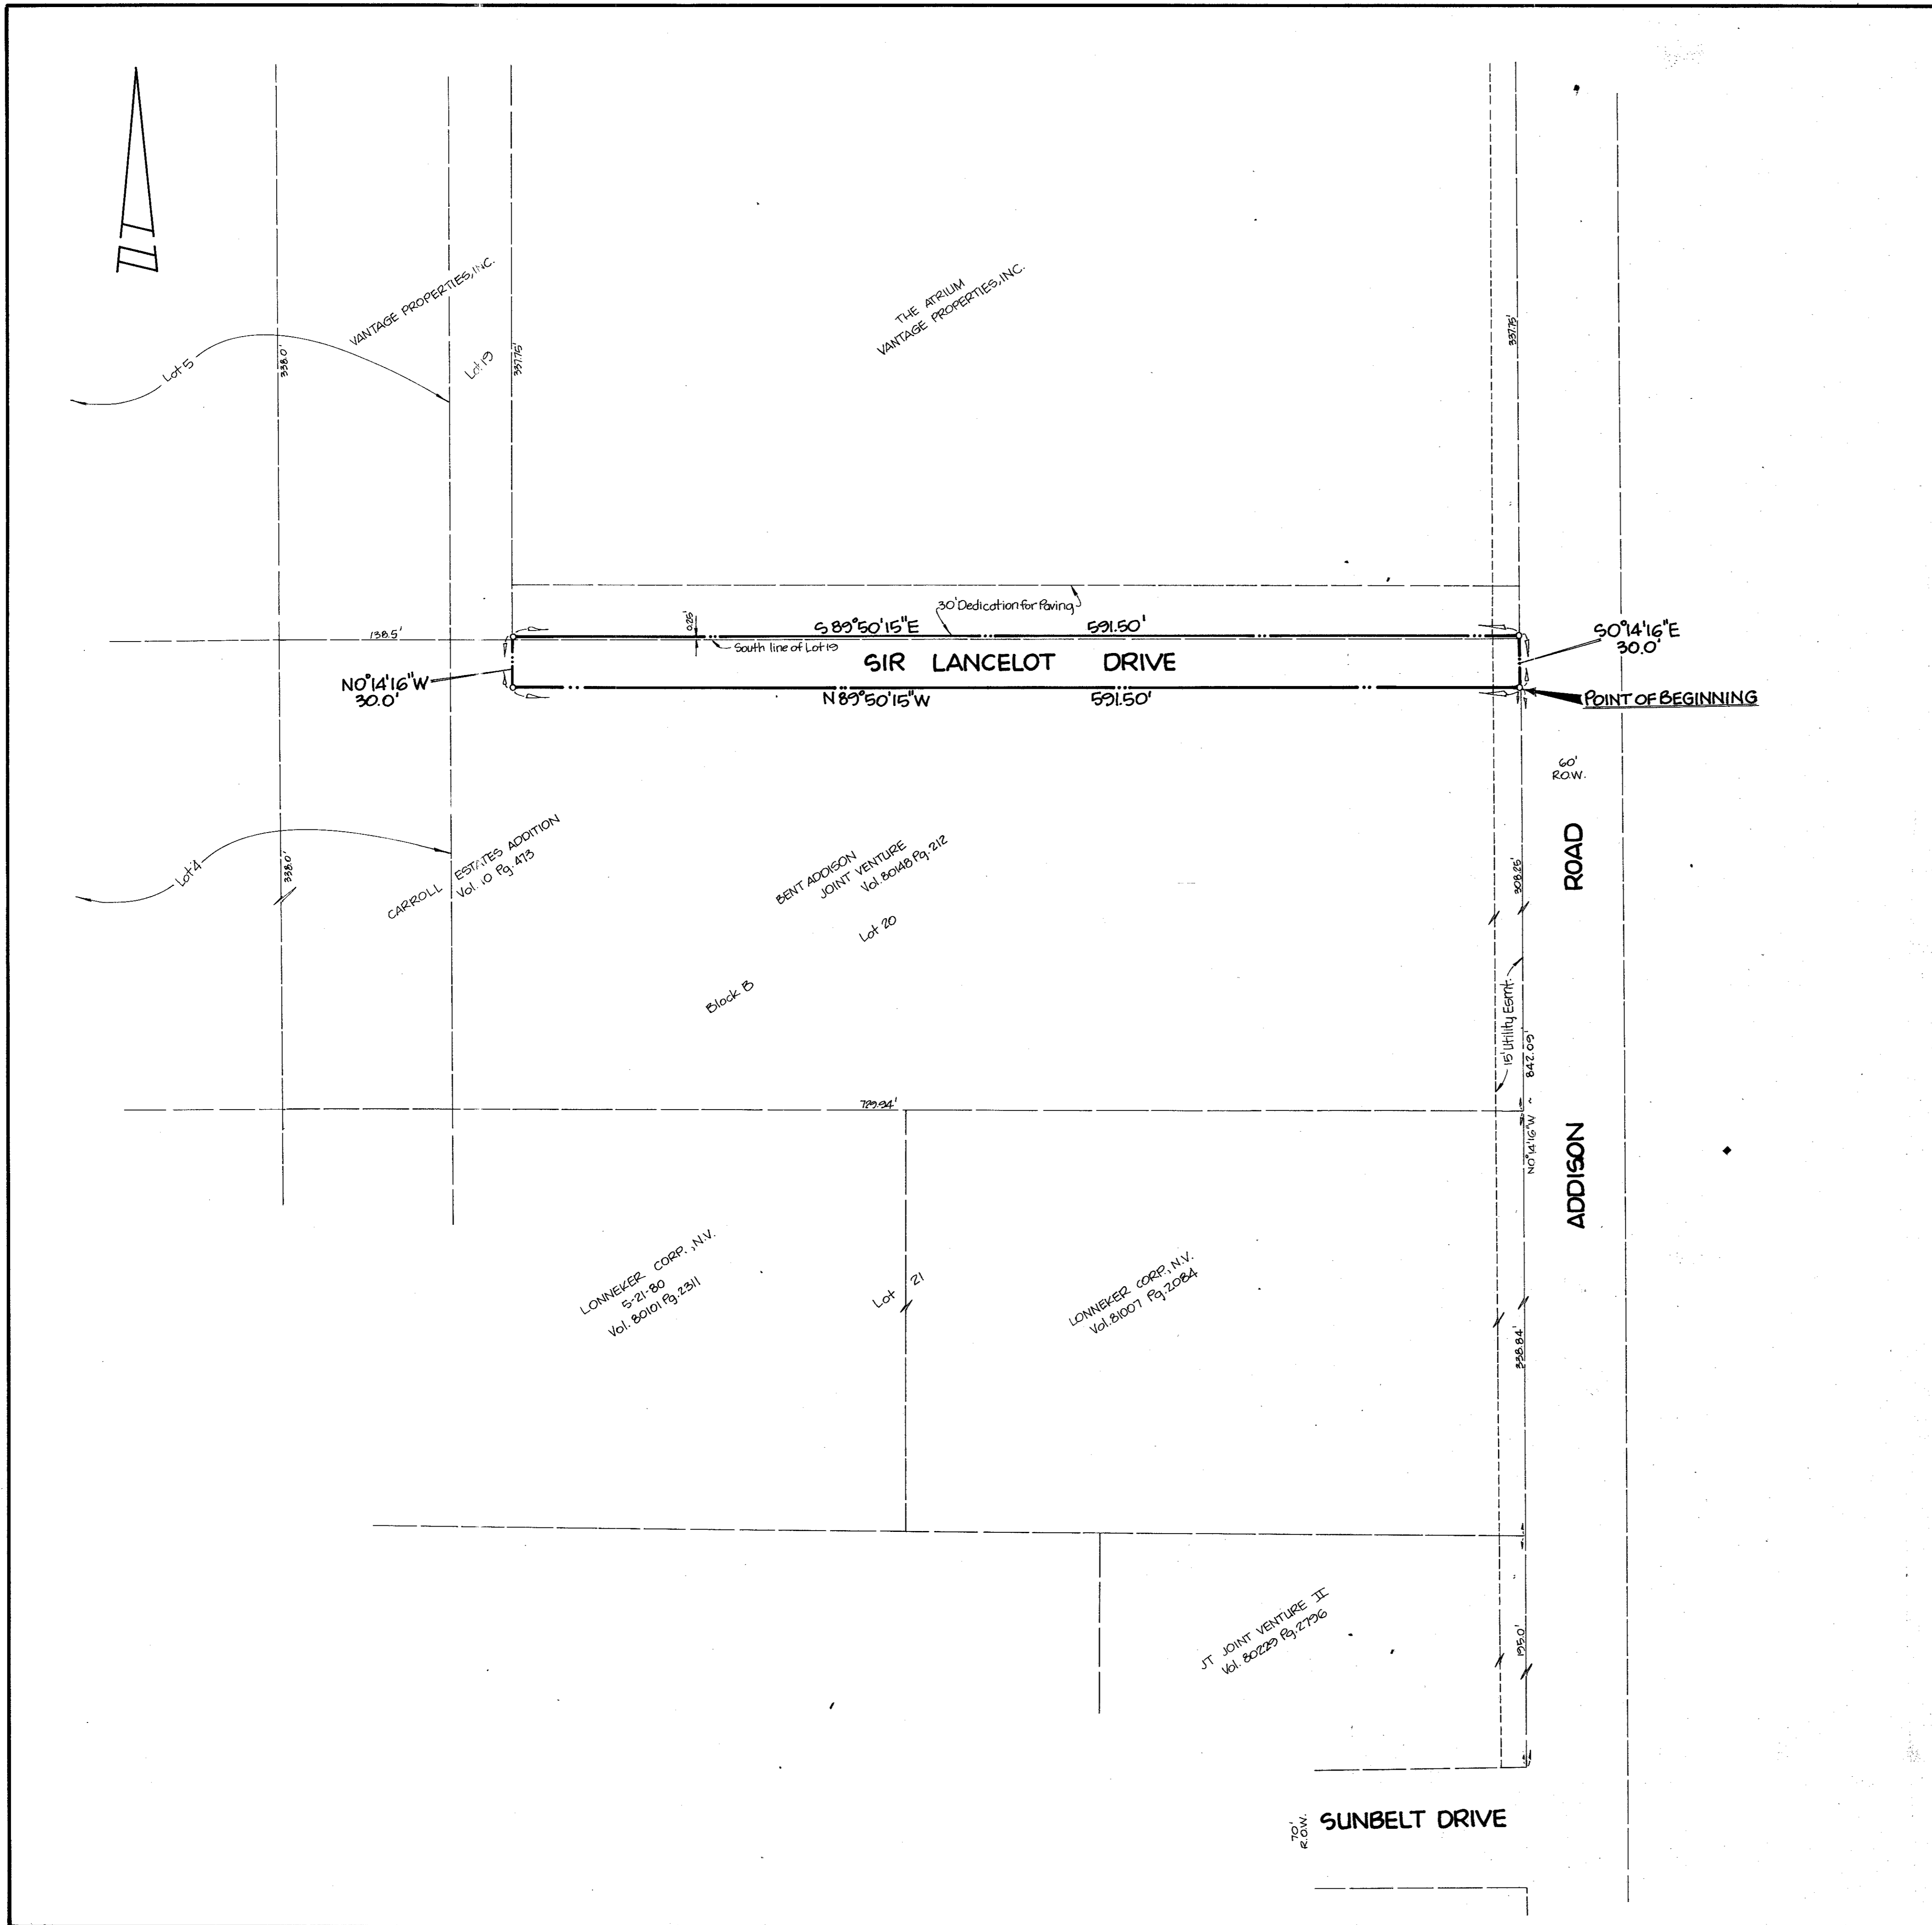 VANTAGE PROPERTIES, INC.
THE ATRIUM
VANTAGE PROPERTIES, INC.
Lot 5
338.0'
Lot 19
337.75'
337.75'
30' Dedication for Paving
138.5'
0.25'
S 89°50'15"E 591.50'
South line of Lot 19
SIR LANCELOT DRIVE
S0°14'16"E
30.0'
N0°14'16"W
30.0'
N 89°50'15"W 591.50'
POINT OF BEGINNING
60'
R.O.W.
Lot 4
338.0'
CARROLL ESTATES ADDITION
Vol. 10 Pg. 473
BENT ADDISON
JOINT VENTURE
Vol. 80148 Pg. 212
Lot 20
Block B
308.25'
15' Utility Esmt.
N0°14'16"W ~ 842.09'
ADDISON ROAD
729.94'
LONNEKER CORP., N.V.
5-21-80
Vol. 80101 Pg. 2311
Lot 21
LONNEKER CORP., N.V.
Vol. 81007 Pg. 2084
338.84'
JT JOINT VENTURE II
Vol. 80229 Pg. 2796
195.0'
70'
R.O.W.
SUNBELT DRIVE